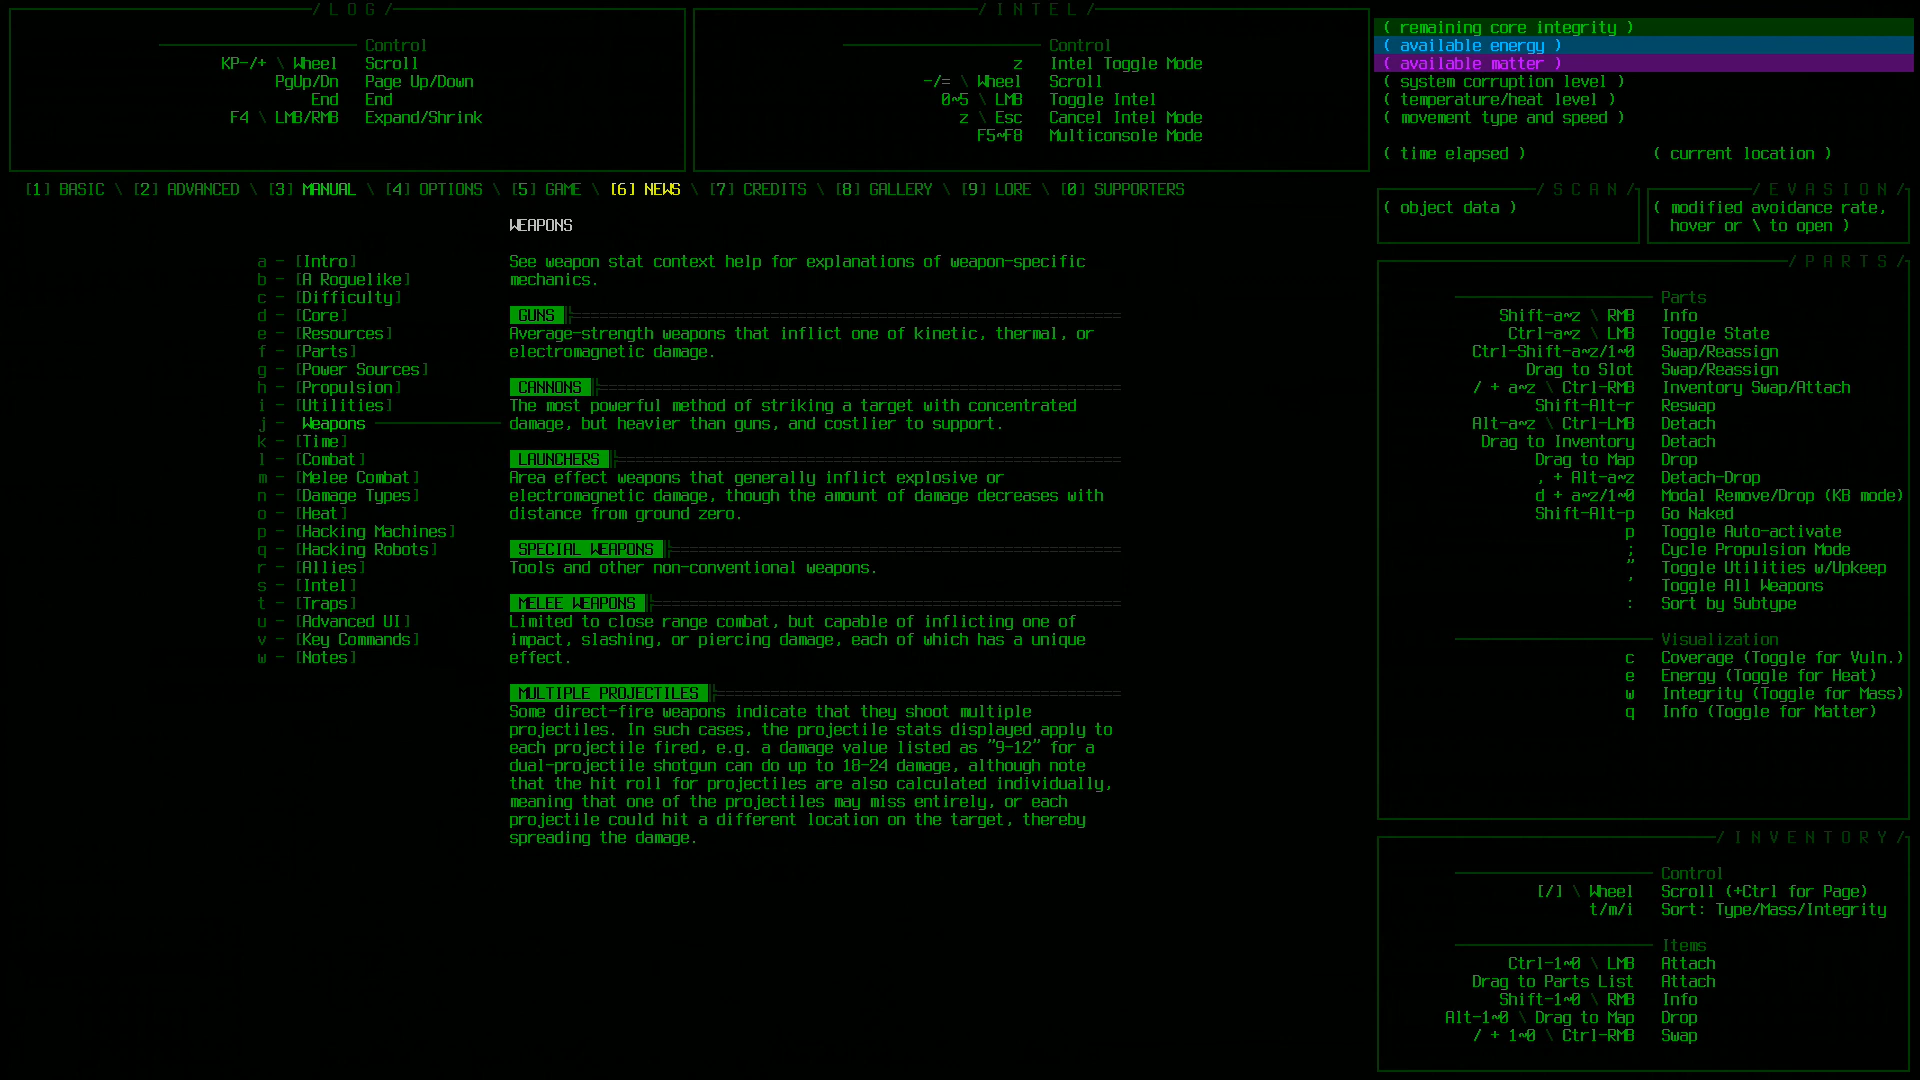 / L O G /
Control
KP-/+ \ Wheel Scroll
PgUp/Dn Page Up/Down
End End
F4 \ LMB/RMB Expand/Shrink
/ I N T E L /
Control
z Intel Toggle Mode
-/= \ Wheel Scroll
0~5 \ LMB Toggle Intel
z \ Esc Cancel Intel Mode
F5~F8 Multiconsole Mode
( remaining core integrity )
( available energy )
( available matter )
( system corruption level )
( temperature/heat level )
( movement type and speed )
( time elapsed ) ( current location )
[1] BASIC \ [2] ADVANCED \ [3] MANUAL \ [4] OPTIONS \ [5] GAME \ [6] NEWS \ [7] CREDITS \ [8] GALLERY \ [9] LORE \ [0] SUPPORTERS
/ S C A N /
( object data )
/ E V A S I O N /
( modified avoidance rate,
hover or \ to open )
a - [Intro]
b - [A Roguelike]
c - [Difficulty]
d - [Core]
e - [Resources]
f - [Parts]
g - [Power Sources]
h - [Propulsion]
i - [Utilities]
j - Weapons
k - [Time]
l - [Combat]
m - [Melee Combat]
n - [Damage Types]
o - [Heat]
p - [Hacking Machines]
q - [Hacking Robots]
r - [Allies]
s - [Intel]
t - [Traps]
u - [Advanced UI]
v - [Key Commands]
w - [Notes]
WEAPONS
See weapon stat context help for explanations of weapon-specific
mechanics.
GUNS
Average-strength weapons that inflict one of kinetic, thermal, or
electromagnetic damage.
CANNONS
The most powerful method of striking a target with concentrated
damage, but heavier than guns, and costlier to support.
LAUNCHERS
Area effect weapons that generally inflict explosive or
electromagnetic damage, though the amount of damage decreases with
distance from ground zero.
SPECIAL WEAPONS
Tools and other non-conventional weapons.
MELEE WEAPONS
Limited to close range combat, but capable of inflicting one of
impact, slashing, or piercing damage, each of which has a unique
effect.
MULTIPLE PROJECTILES
Some direct-fire weapons indicate that they shoot multiple
projectiles. In such cases, the projectile stats displayed apply to
each projectile fired, e.g. a damage value listed as "9-12" for a
dual-projectile shotgun can do up to 18-24 damage, although note
that the hit roll for projectiles are also calculated individually,
meaning that one of the projectiles may miss entirely, or each
projectile could hit a different location on the target, thereby
spreading the damage.
/ P A R T S /
Parts
Shift-a~z \ RMB Info
Ctrl-a~z \ LMB Toggle State
Ctrl-Shift-a~z/1~0 Swap/Reassign
Drag to Slot Swap/Reassign
/ + a~z \ Ctrl-RMB Inventory Swap/Attach
Shift-Alt-r Reswap
Alt-a~z \ Ctrl-LMB Detach
Drag to Inventory Detach
Drag to Map Drop
, + Alt-a~z Detach-Drop
d + a~z/1~0 Modal Remove/Drop (KB mode)
Shift-Alt-p Go Naked
p Toggle Auto-activate
; Cycle Propulsion Mode
" Toggle Utilities w/Upkeep
' Toggle All Weapons
: Sort by Subtype
Visualization
c Coverage (Toggle for Vuln.)
e Energy (Toggle for Heat)
w Integrity (Toggle for Mass)
q Info (Toggle for Matter)
/ I N V E N T O R Y /
Control
[/] \ Wheel Scroll (+Ctrl for Page)
t/m/i Sort: Type/Mass/Integrity
Items
Ctrl-1~0 \ LMB Attach
Drag to Parts List Attach
Shift-1~0 \ RMB Info
Alt-1~0 \ Drag to Map Drop
/ + 1~0 \ Ctrl-RMB Swap